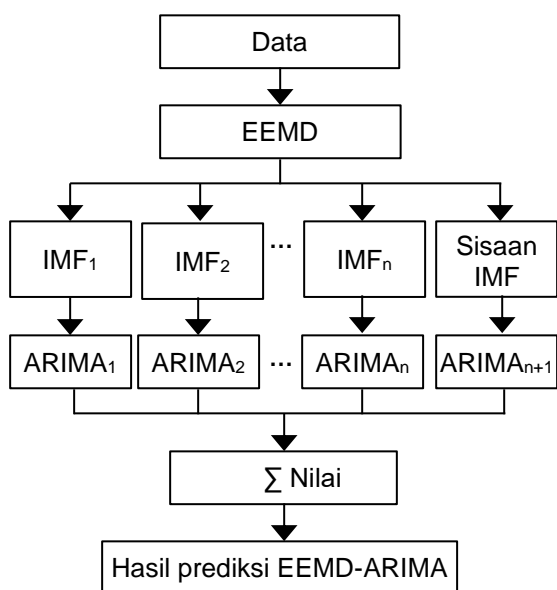 Data
EEMD
IMF₁ IMF₂ ... IMFₙ Sisaan IMF
ARIMA₁ ARIMA₂ ... ARIMAₙ ARIMAₙ₊₁
∑ Nilai
Hasil prediksi EEMD-ARIMA